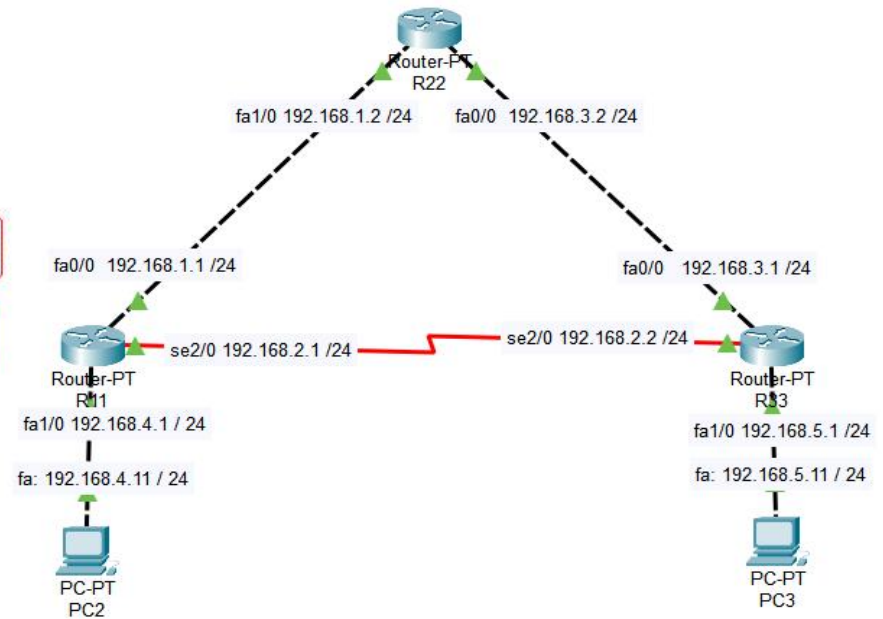 Router-PT
R22
fa1/0 192.168.1.2 /24
fa0/0 192.168.3.2 /24
fa0/0 192.168.1.1 /24
fa0/0 192.168.3.1 /24
se2/0 192.168.2.1 /24
se2/0 192.168.2.2 /24
Router-PT
R11
Router-PT
R33
fa1/0 192.168.4.1 / 24
fa1/0 192.168.5.1 /24
fa: 192.168.4.11 / 24
fa: 192.168.5.11 / 24
PC-PT
PC2
PC-PT
PC3